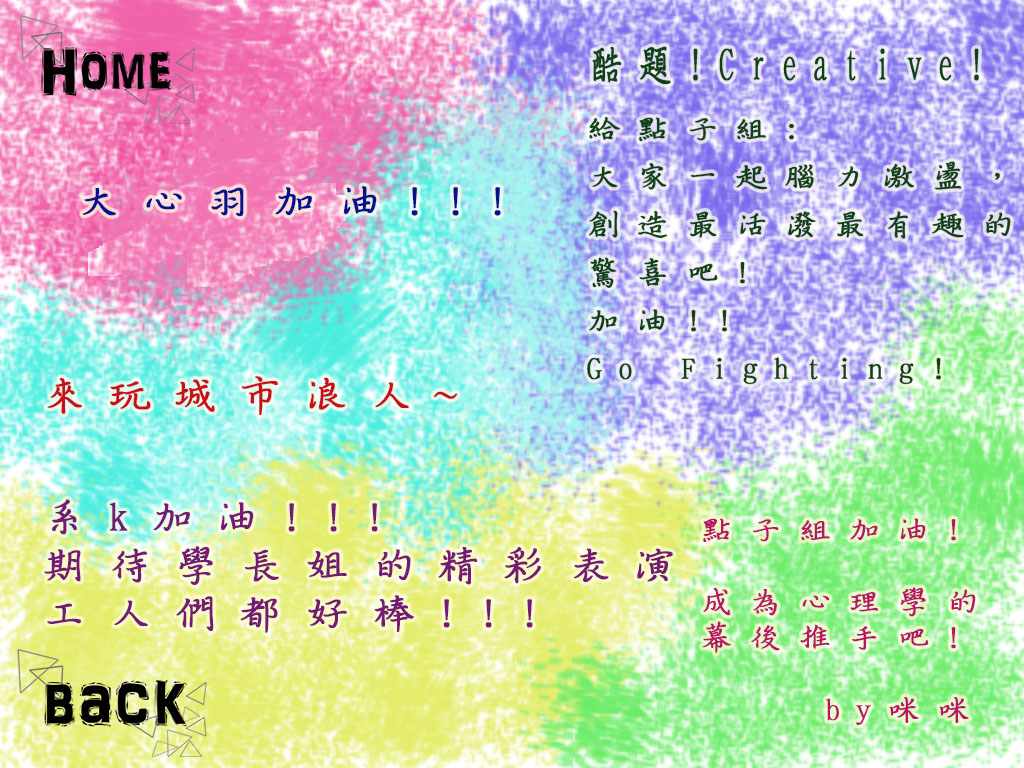 HOME
大心羽加油!!!
來玩城市浪人~
系k加油!!!
期待學長姐的精彩表演
工人們都好棒!!!
BaCK
酷題!Creative!
給點子組:
大家一起腦力激盪，
創造最活潑最有趣的
驚喜吧!
加油!!
Go Fighting!
點子組加油!
成為心理學的
幕後推手吧!
by咪咪